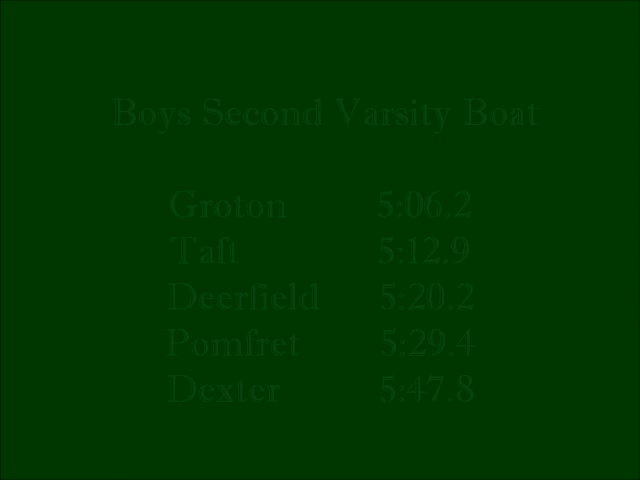 Boys Second Varsity Boat
Groton 5:06.2
Taft 5:12.9
Deerfield 5:20.2
Pomfret 5:29.4
Dexter 5:47.8